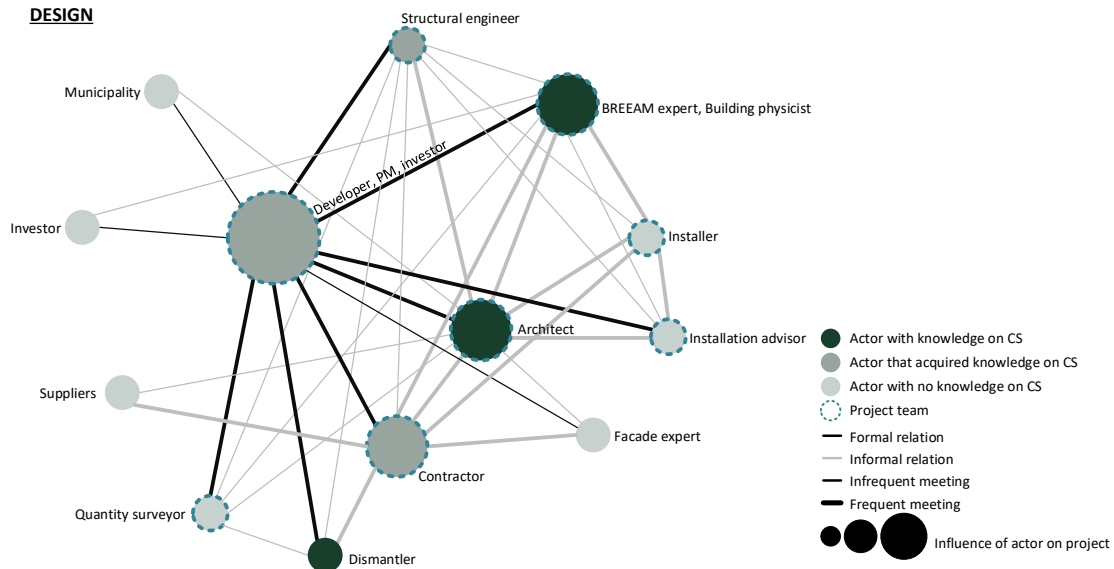 DESIGN
Structural engineer
Municipality
BREEAM expert, Building physicist
Developer, PM, investor
Investor
Installer
Architect
Installation advisor
Suppliers
Facade expert
Contractor
Quantity surveyor
Dismantler
Actor with knowledge on CS
Actor that acquired knowledge on CS
Actor with no knowledge on CS
Project team
Formal relation
Informal relation
Infrequent meeting
Frequent meeting
Influence of actor on project